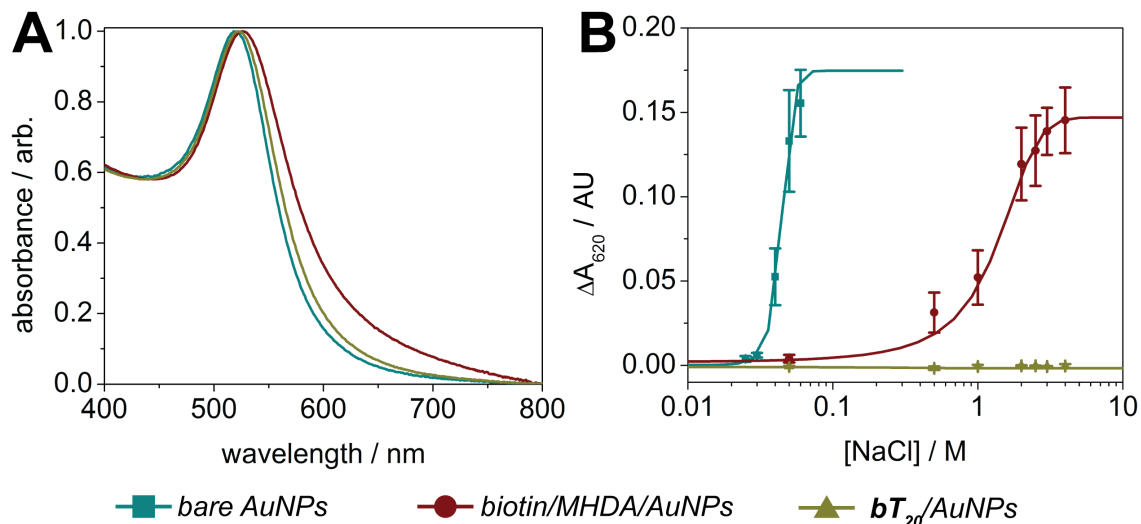 A
B
absorbance / arb.
1.0
0.8
0.6
0.4
0.2
0.0
400
500
600
700
800
wavelength / nm
ΔA620 / AU
0.20
0.15
0.10
0.05
0.00
0.01
0.1
1
10
[NaCl] / M
bare AuNPs
biotin/MHDA/AuNPs
bT20/AuNPs